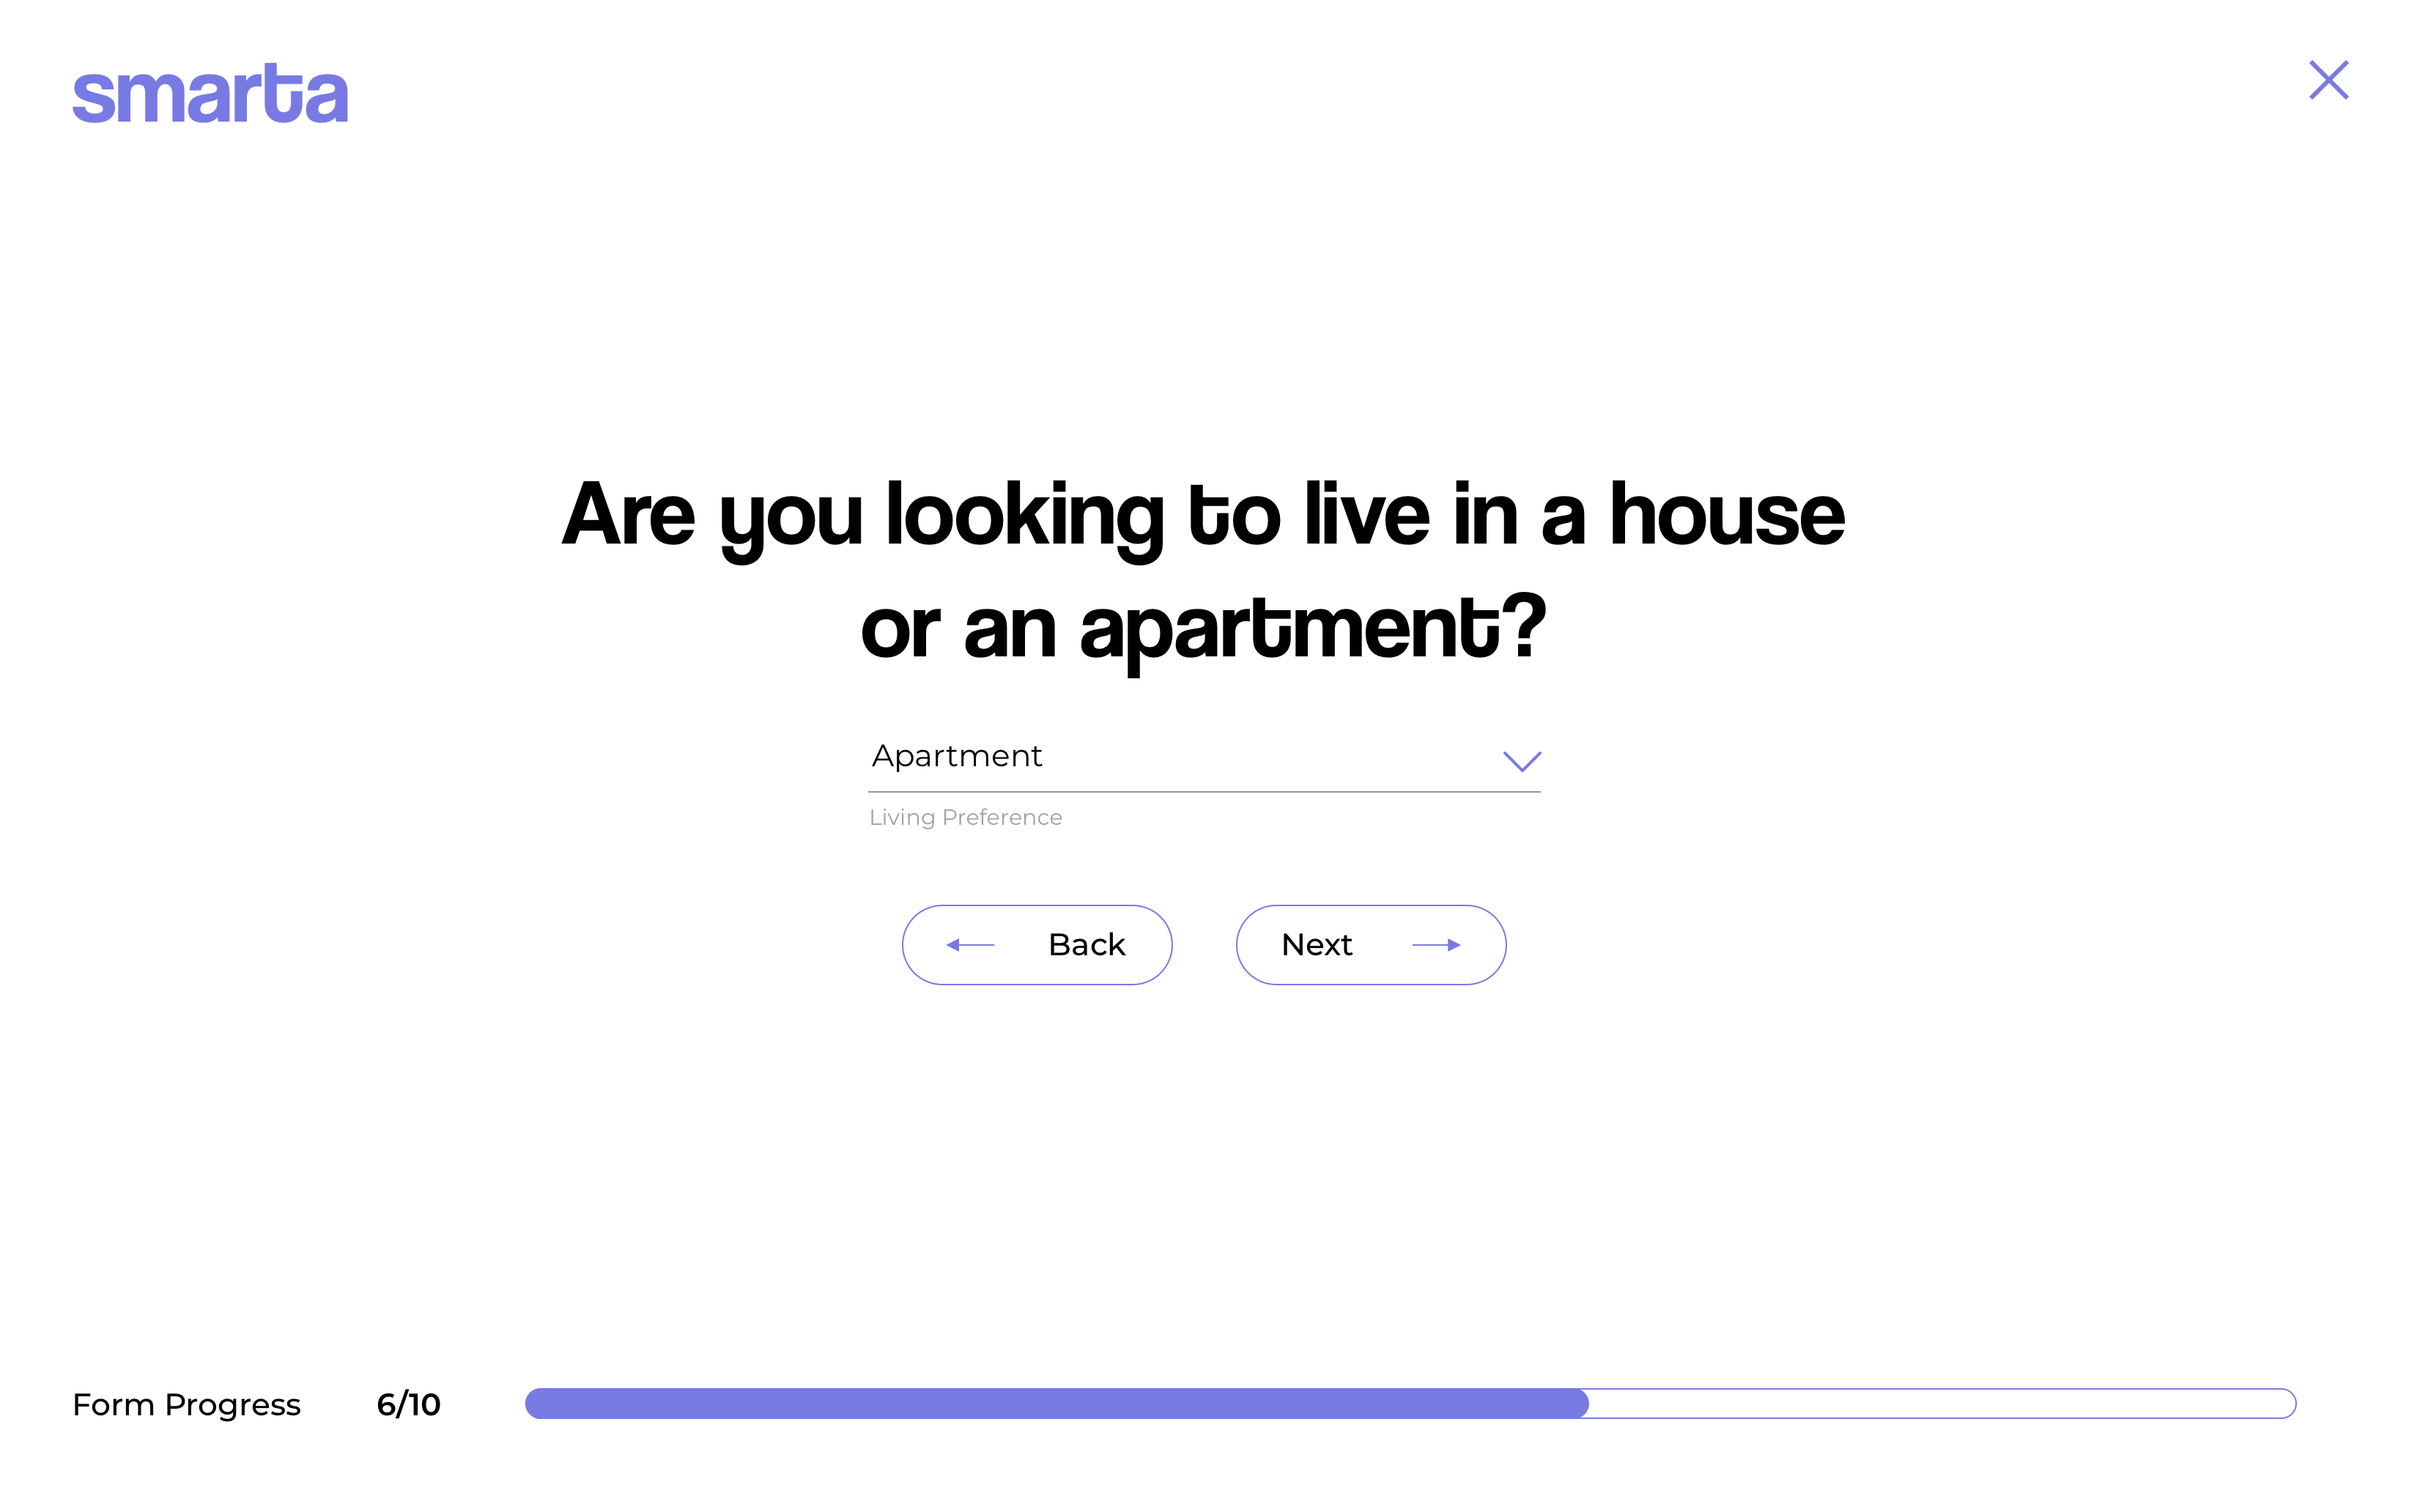 smarta
Are you looking to live in a house
or an apartment?
Apartment
Living Preference
Back
Next
Form Progress 6/10